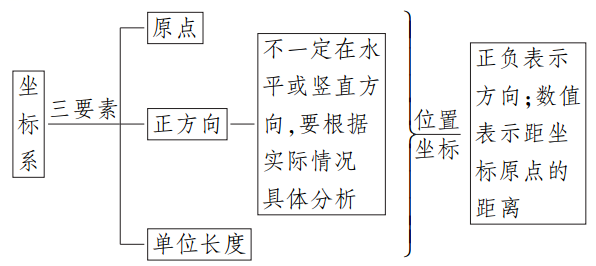 坐
标
系
三要素
原点
正方向
单位长度
不一定在水
平或竖直方
向,要根据
实际情况
具体分析
位置
坐标
正负表示
方向;数值
表示距坐
标原点的
距离